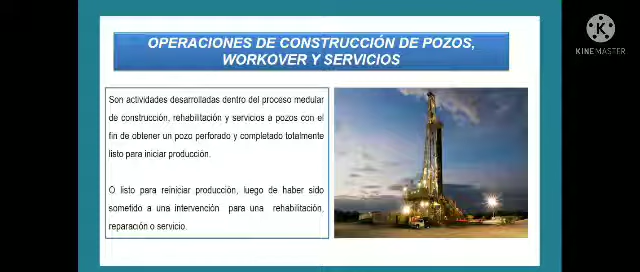 OPERACIONES DE CONSTRUCCIÓN DE POZOS,
WORKOVER Y SERVICIOS
KINEMASTER
Son actividades desarrolladas dentro del proceso medular
de construcción, rehabilitación y servicios a pozos con el
fin de obtener un pozo perforado y completado totalmente
listo para iniciar producción.
O listo para reiniciar producción, luego de haber sido
sometido a una intervención para una rehabilitación,
reparación o servicio.